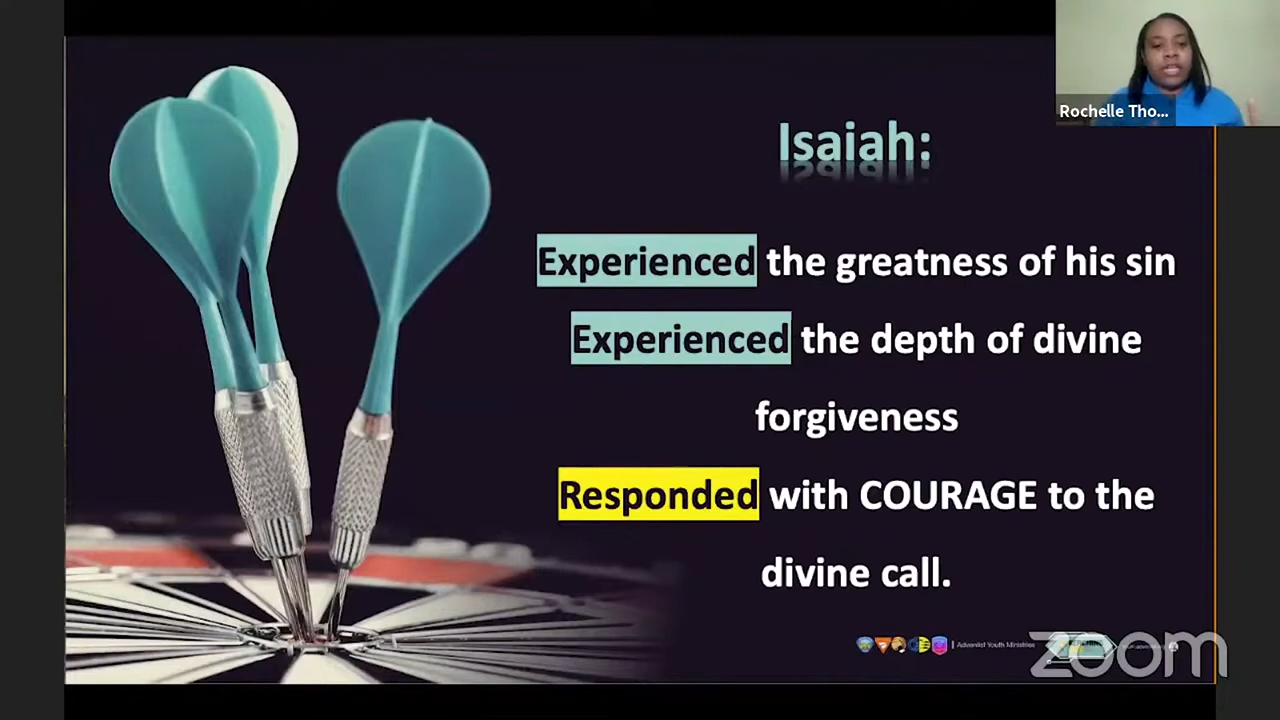 Rochelle Tho...
Isaiah:
Experienced the greatness of his sin
Experienced the depth of divine
forgiveness
Responded with COURAGE to the
divine call.
Adventist Youth Ministries
zoom